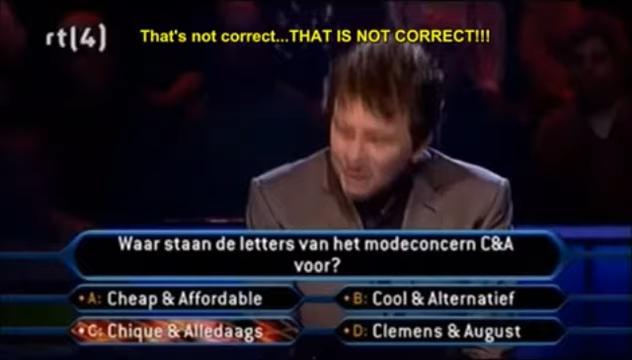 rt(4)
That's not correct...THAT IS NOT CORRECT!!!
Waar staan de letters van het modeconcern C&A
voor?
A: Cheap & Affordable
B: Cool & Alternatief
C: Chique & Alledaags
D: Clemens & August